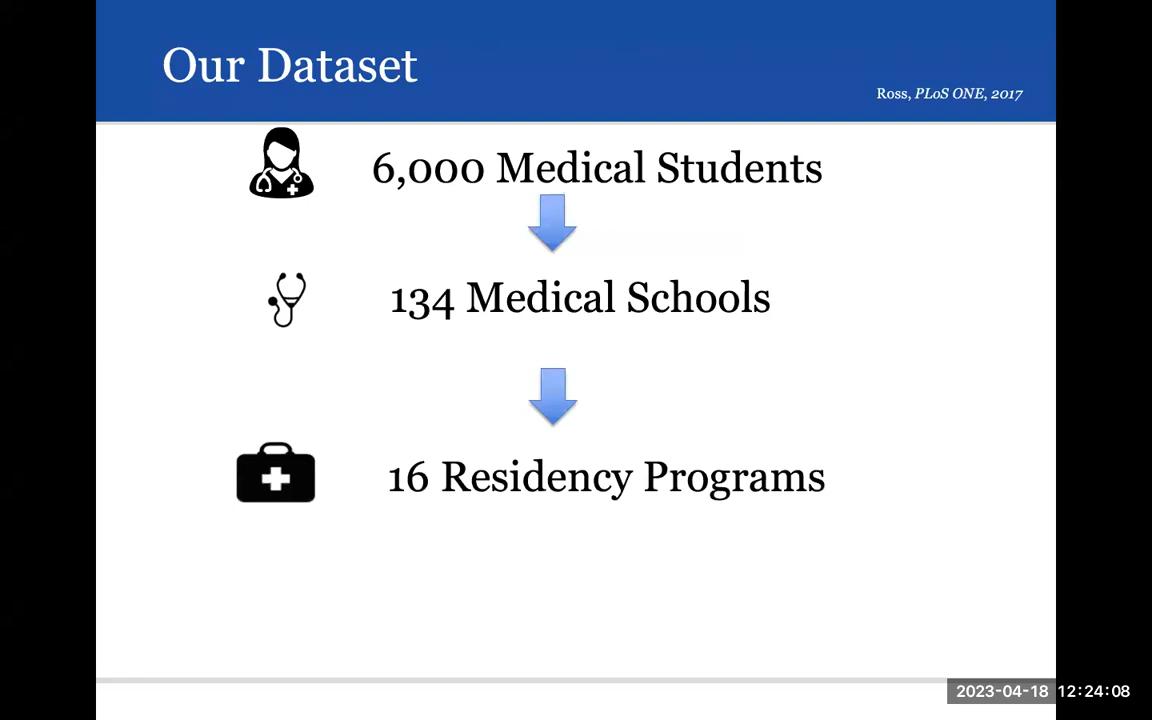 Our Dataset
Ross, PLoS ONE, 2017
6,000 Medical Students
134 Medical Schools
16 Residency Programs
2023-04-18 12:24:08